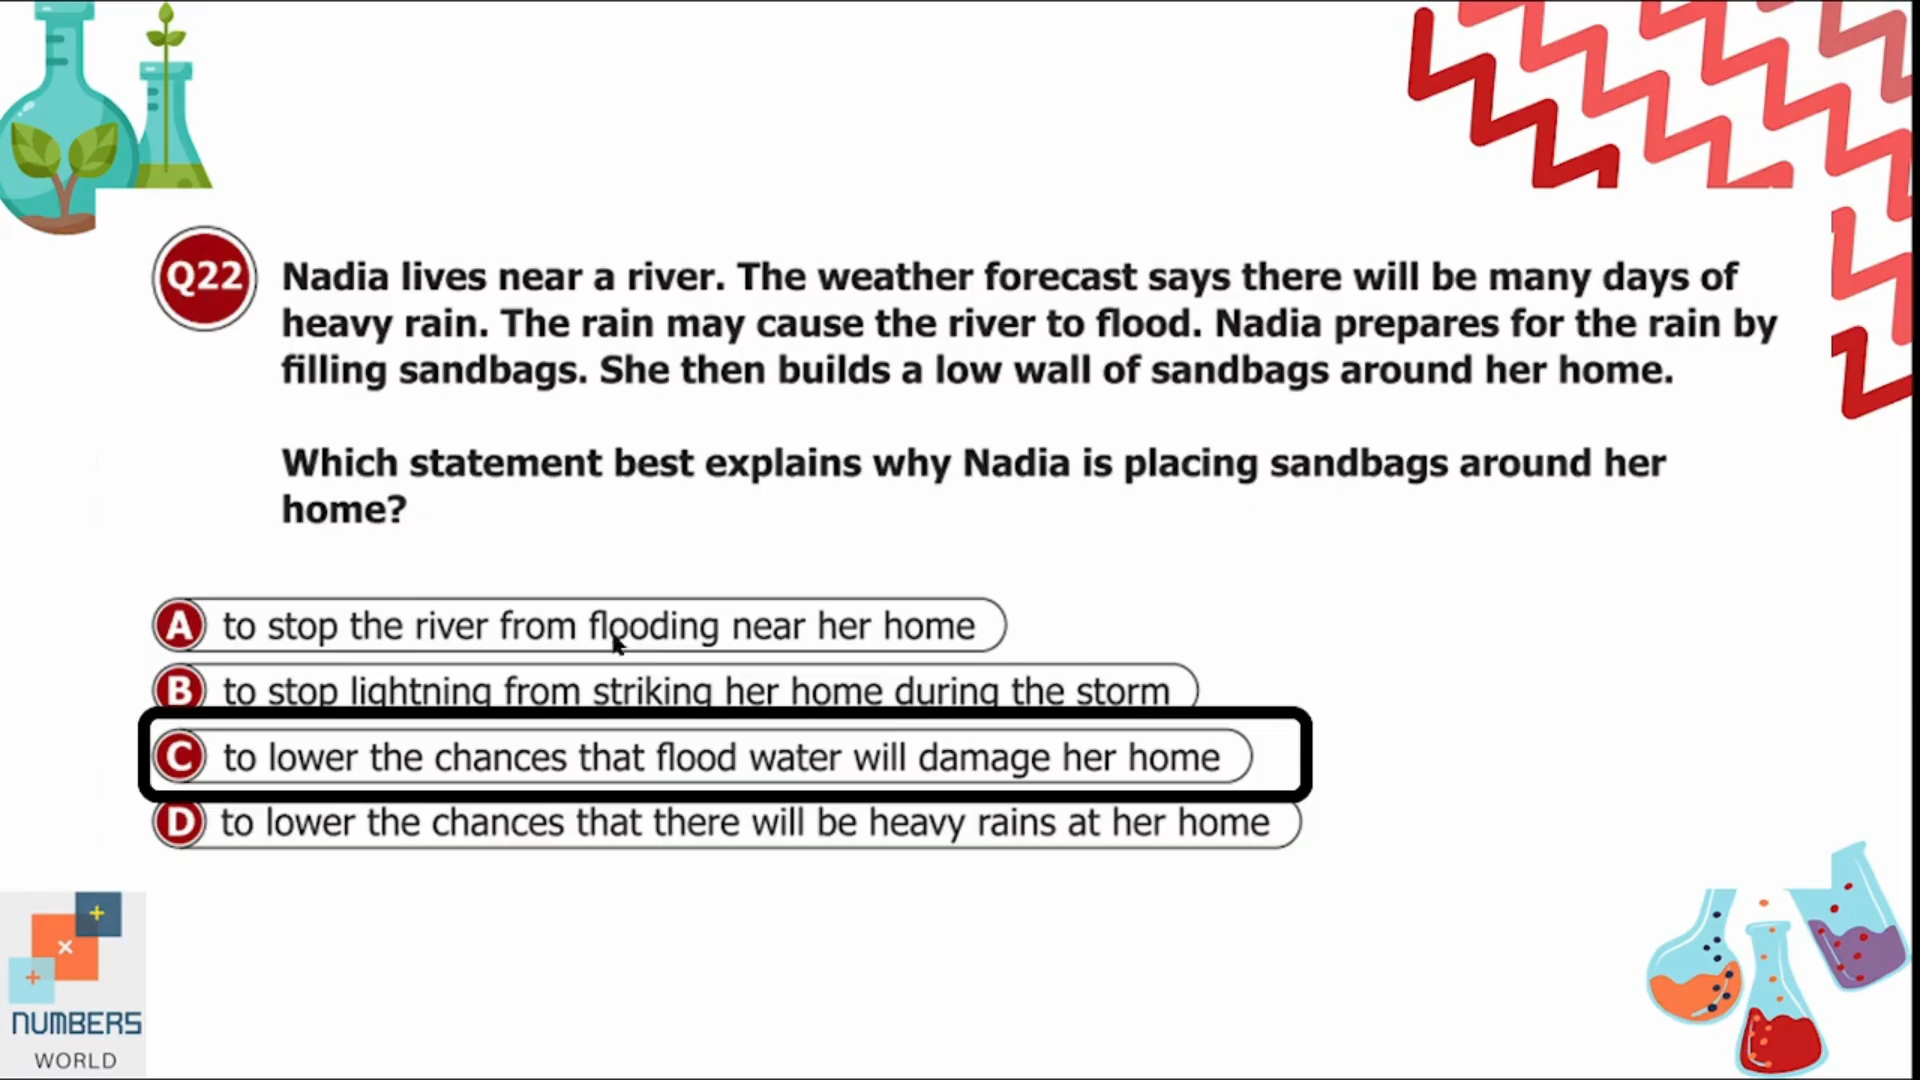 Q22
Nadia lives near a river. The weather forecast says there will be many days of
heavy rain. The rain may cause the river to flood. Nadia prepares for the rain by
filling sandbags. She then builds a low wall of sandbags around her home.
Which statement best explains why Nadia is placing sandbags around her
home?
A to stop the river from flooding near her home
B to stop lightning from striking her home during the storm
C to lower the chances that flood water will damage her home
D to lower the chances that there will be heavy rains at her home
+
×
+
NUMBERS
WORLD